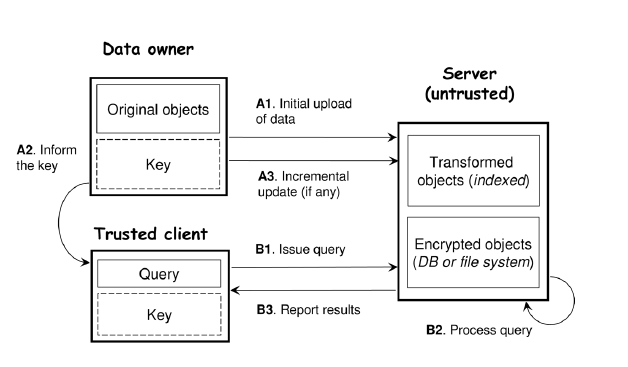 Data owner
Server
(untrusted)
Original objects
Key
A1. Initial upload
of data
A2. Inform
the key
A3. Incremental
update (if any)
Transformed
objects (indexed)
Trusted client
Query
Key
B1. Issue query
B3. Report results
Encrypted objects
(DB or file system)
B2. Process query